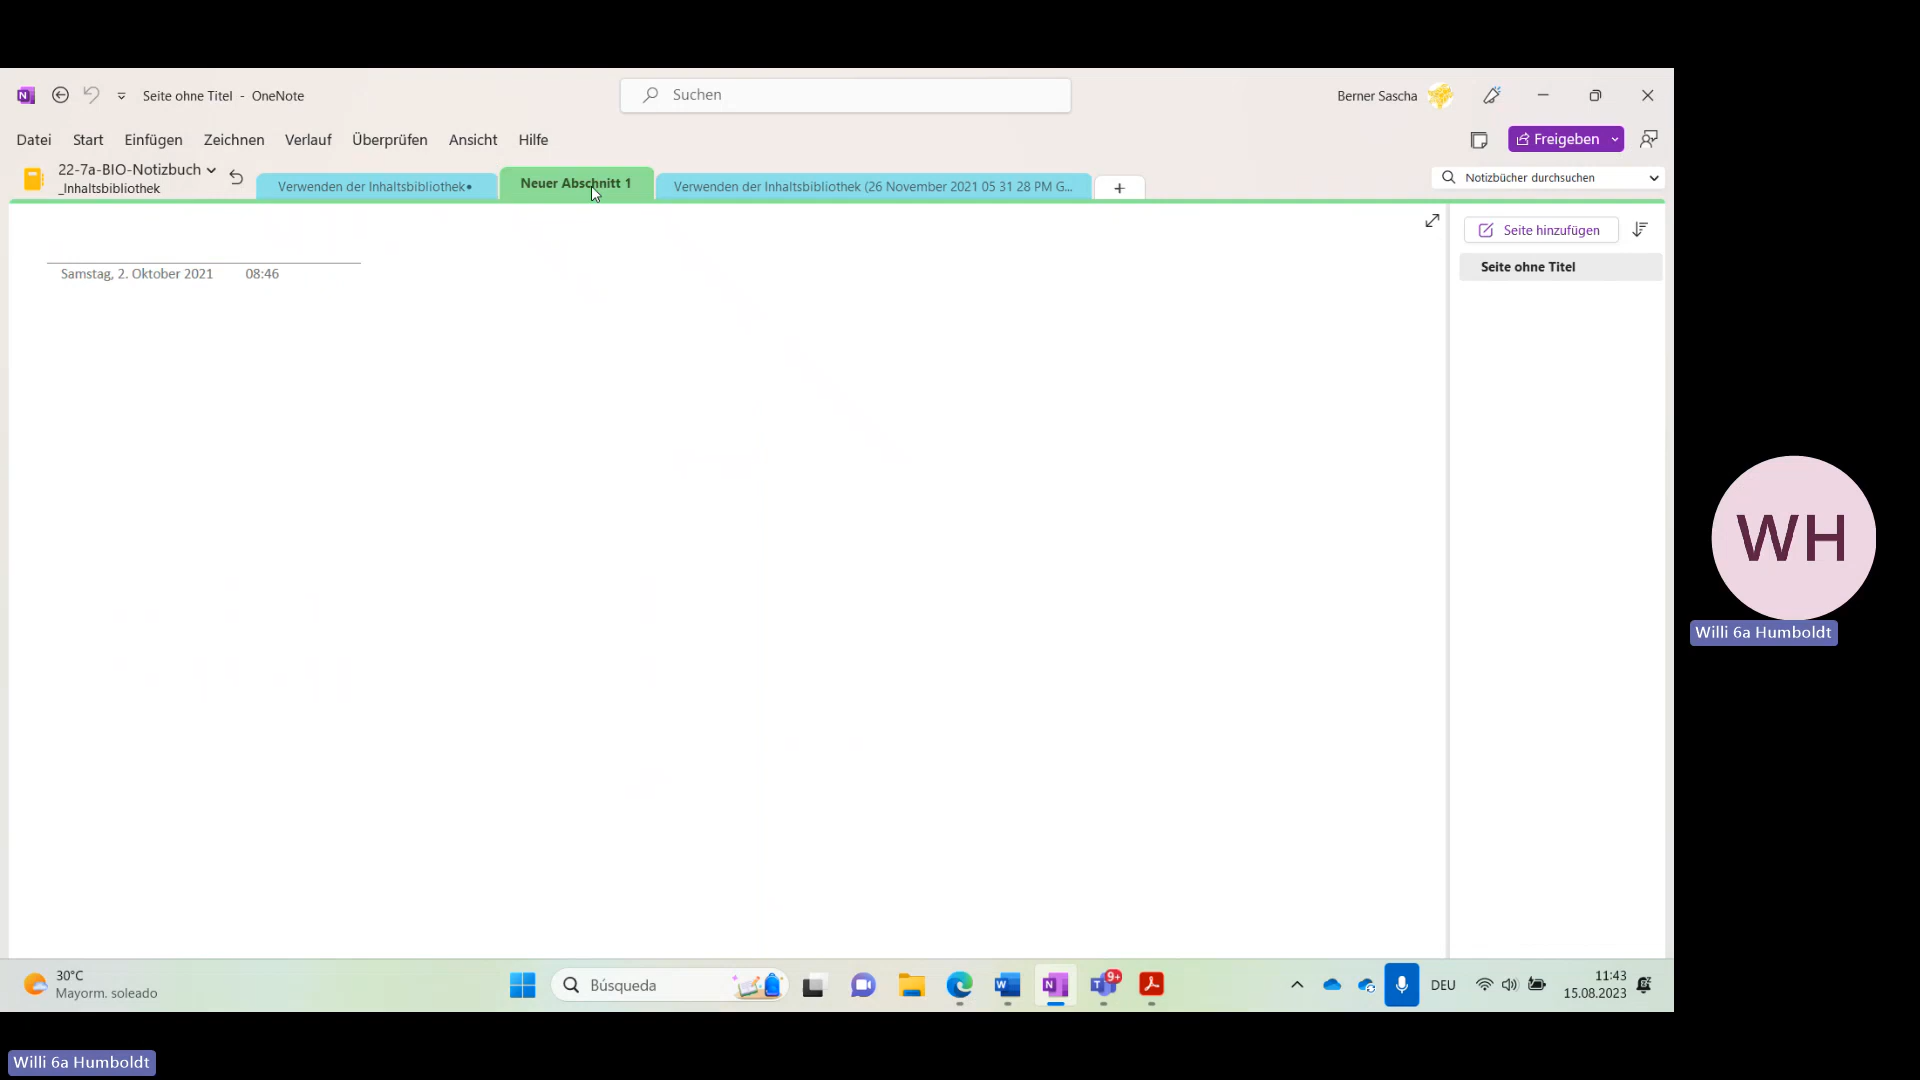 Seite ohne Titel - OneNote
Suchen
Berner Sascha
Datei Start Einfügen Zeichnen Verlauf Überprüfen Ansicht Hilfe
Freigeben
22-7a-BIO-Notizbuch
_Inhaltsbibliothek
Verwenden der Inhaltsbibliothek•
Neuer Abschnitt 1
Verwenden der Inhaltsbibliothek (26 November 2021 05 31 28 PM G...
+
Notizbücher durchsuchen
Seite hinzufügen
Seite ohne Titel
Samstag, 2. Oktober 2021 08:46
WH
Willi 6a Humboldt
30°C
Mayorm. soleado
Búsqueda
9+
DEU
11:43
15.08.2023
Willi 6a Humboldt